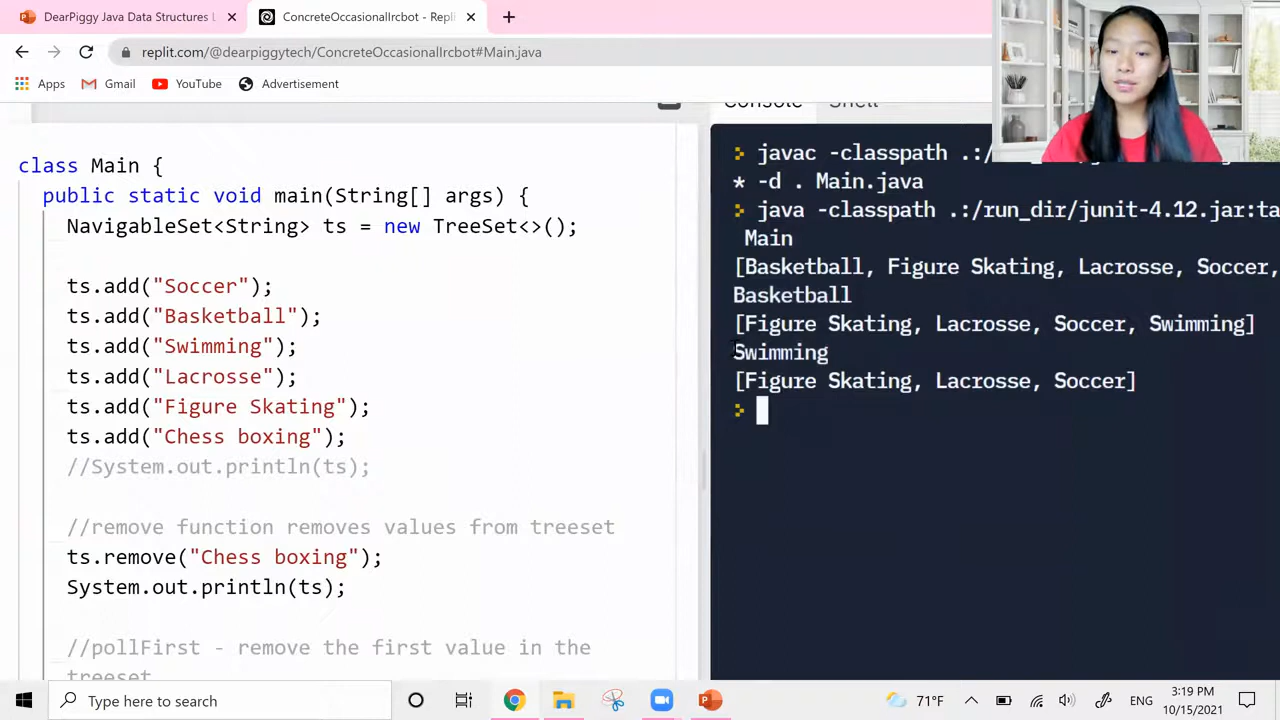 DearPiggy Java Data Structures L
ConcreteOccasionalIrcbot - Repli
replit.com/@dearpiggytech/ConcreteOccasionalIrcbot#Main.java
Apps Gmail YouTube Advertisement
Console Shell
class Main {
public static void main(String[] args) {
NavigableSet<String> ts = new TreeSet<>();
ts.add("Soccer");
ts.add("Basketball");
ts.add("Swimming");
ts.add("Lacrosse");
ts.add("Figure Skating");
ts.add("Chess boxing");
//System.out.println(ts);
//remove function removes values from treeset
ts.remove("Chess boxing");
System.out.println(ts);
//pollFirst - remove the first value in the
treeset
javac -classpath .:/
* -d . Main.java
java -classpath .:/run_dir/junit-4.12.jar:ta
Main
[Basketball, Figure Skating, Lacrosse, Soccer,
Basketball
[Figure Skating, Lacrosse, Soccer, Swimming]
Swimming
[Figure Skating, Lacrosse, Soccer]
Type here to search
71°F
ENG
3:19 PM
10/15/2021